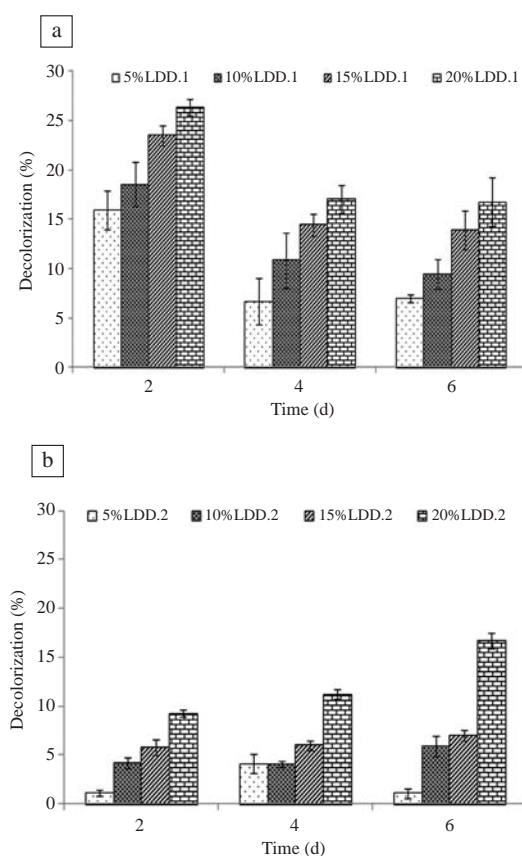 a
30
5%LDD.1 10%LDD.1 15%LDD.1 20%LDD.1
25
20
15
10
5
0
Decolorization (%)
2 4 6
Time (d)
b
30
5%LDD.2 10%LDD.2 15%LDD.2 20%LDD.2
25
20
15
10
5
0
Decolorization (%)
2 4 6
Time (d)